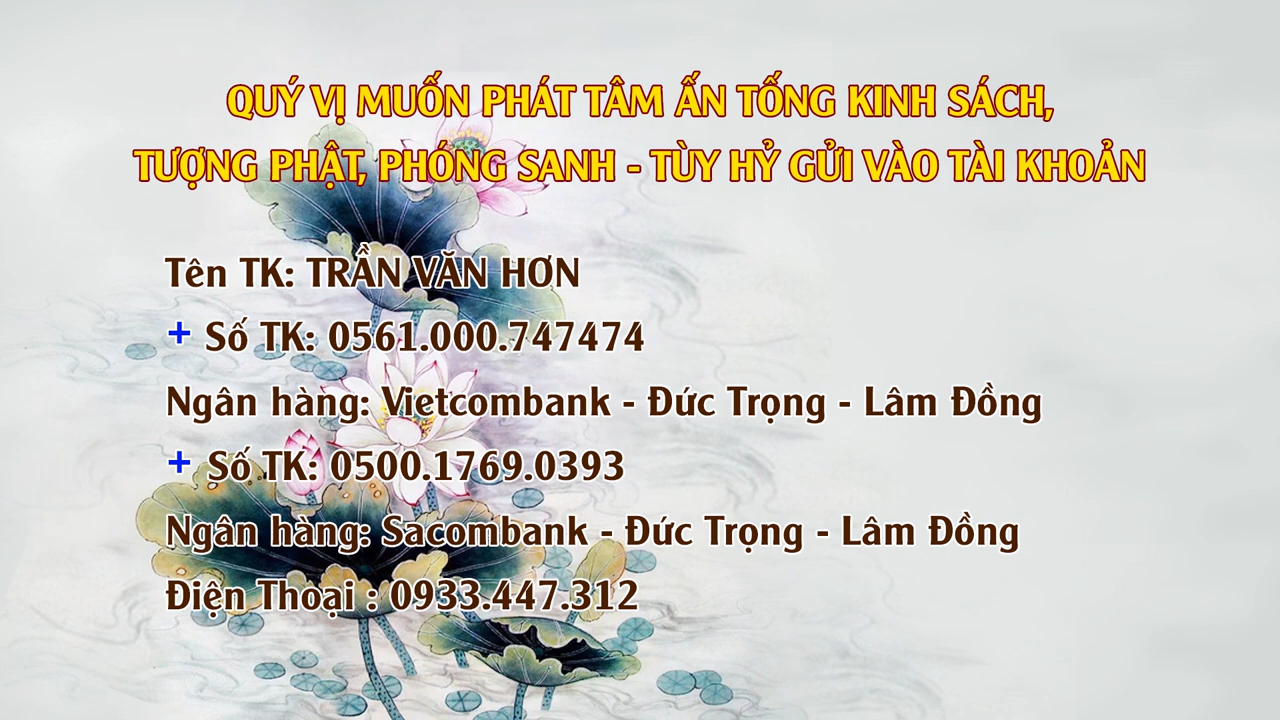 QUÝ VỊ MUỐN PHÁT TÂM ẤN TỐNG KINH SÁCH,
TƯỢNG PHẬT, PHÓNG SANH - TÙY HỶ GỬI VÀO TÀI KHOẢN
Tên TK: TRẦN VĂN HƠN
+ Số TK: 0561.000.747474
Ngân hàng: Vietcombank - Đức Trọng - Lâm Đồng
+ Số TK: 0500.1769.0393
Ngân hàng: Sacombank - Đức Trọng - Lâm Đồng
Điện Thoại : 0933.447.312